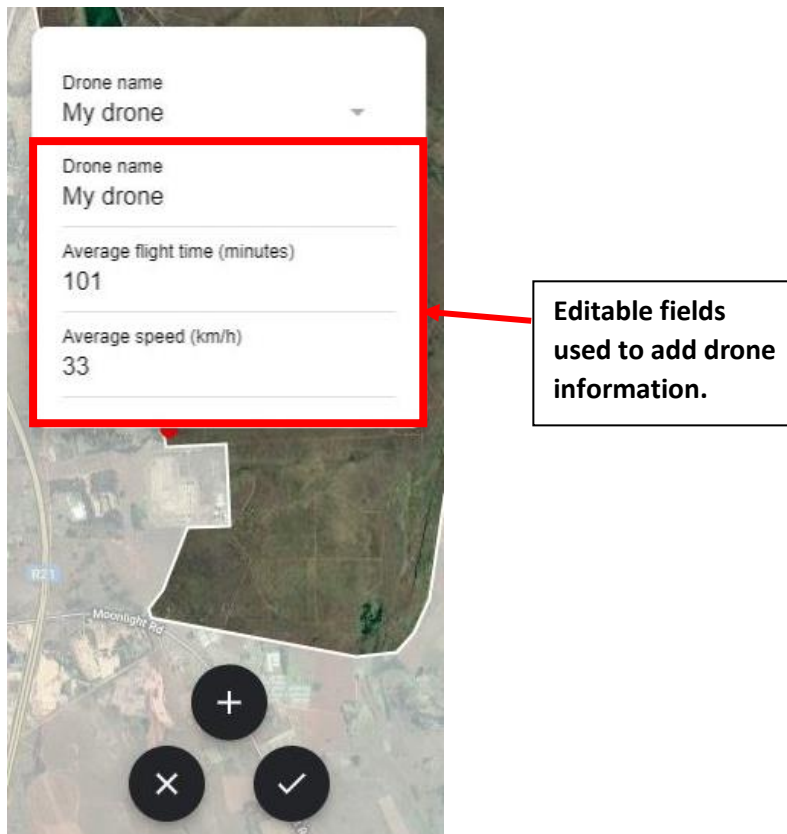 Drone name
My drone
Drone name
My drone
Average flight time (minutes)
101
Average speed (km/h)
33
Editable fields
used to add drone
information.
R21
Moonlight Rd